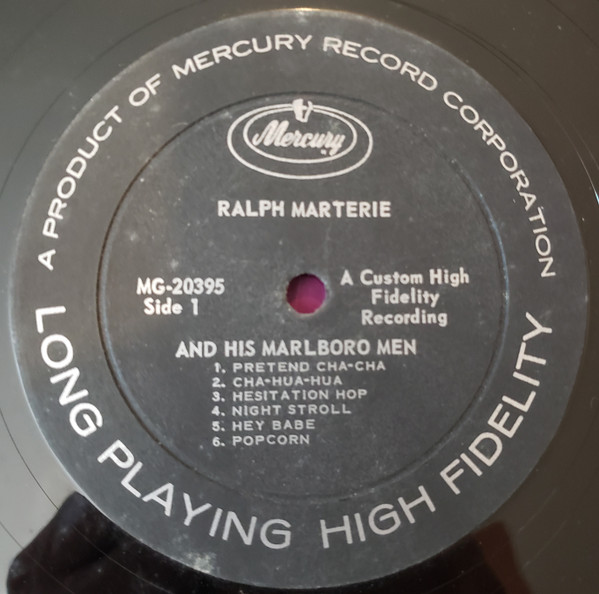 A PRODUCT OF MERCURY RECORD CORPORATION
Mercury
RALPH MARTERIE
MG-20395
Side 1
A Custom High
Fidelity
Recording
AND HIS MARLBORO MEN
1. PRETEND CHA-CHA
2. CHA-HUA-HUA
3. HESITATION HOP
4. NIGHT STROLL
5. HEY BABE
6. POPCORN
LONG PLAYING HIGH FIDELITY